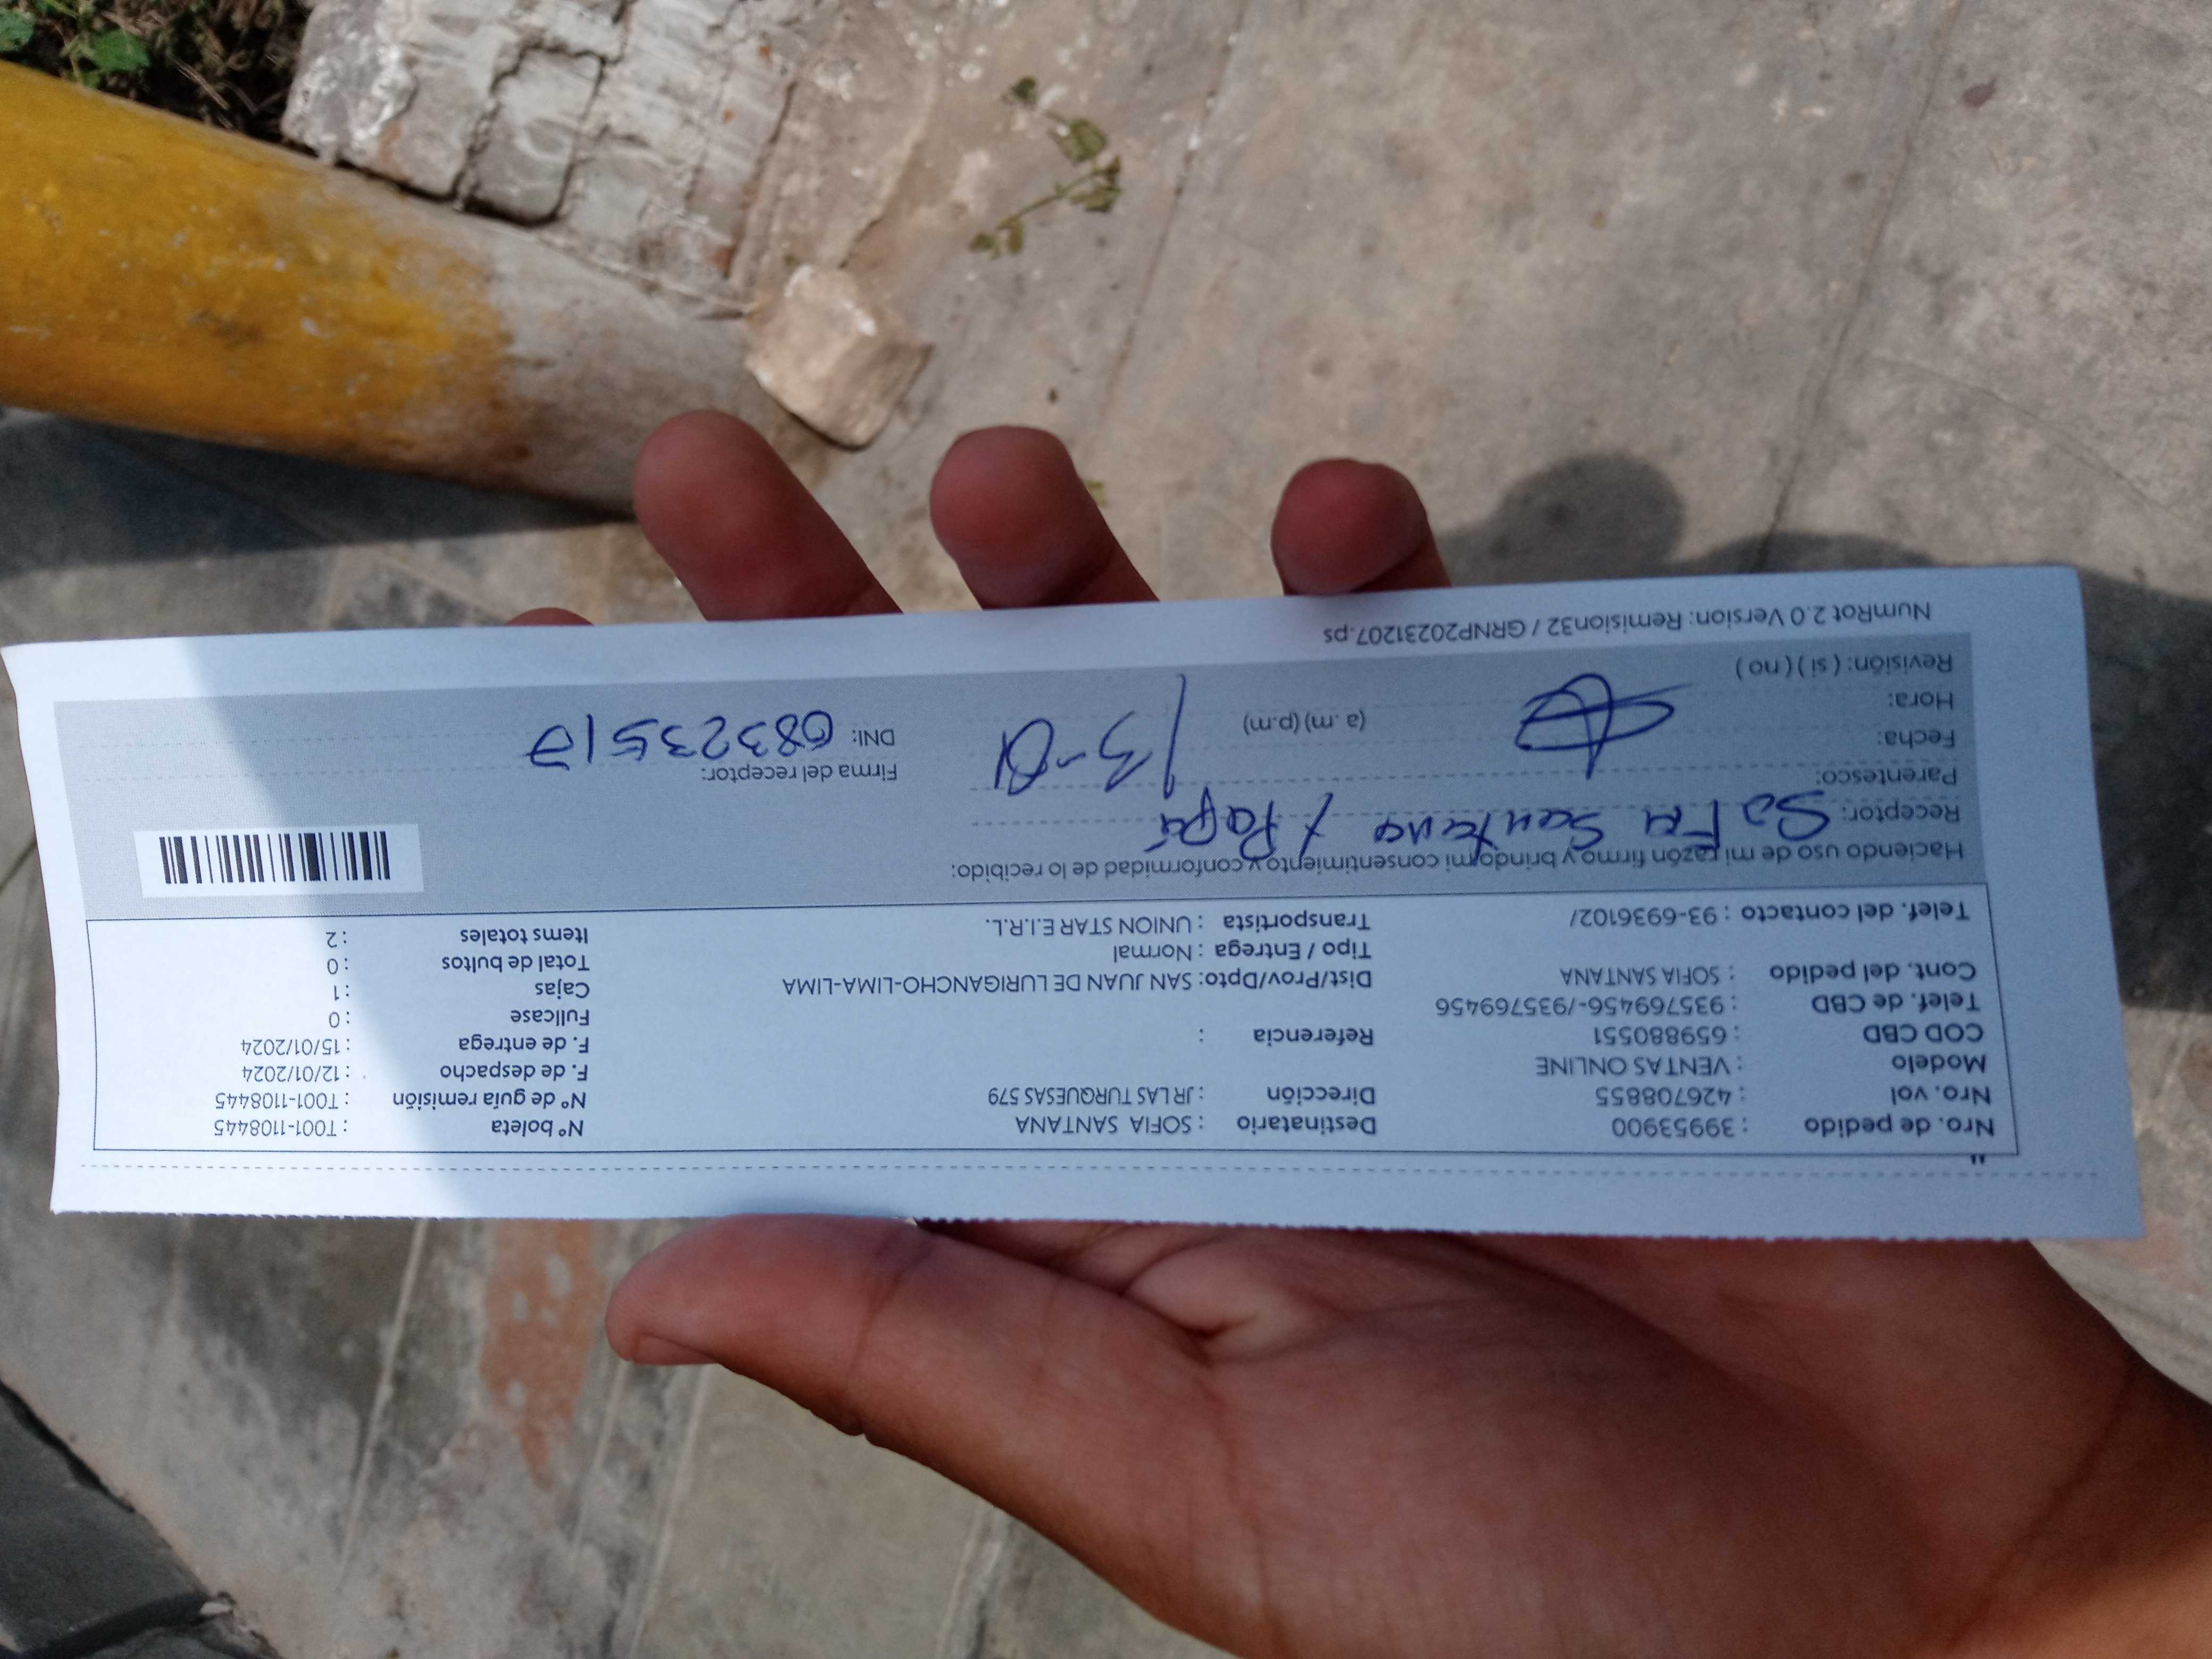 Nro. de pedido : 39953900 Destinatario : SOFIA SANTANA Nº boleta : T001-1108445
Nro. vol : 426708855 Dirección : JR LAS TURQUESAS 579 Nº de guía remisión : T001-1108445
Modelo : VENTAS ONLINE F. de despacho : 12/01/2024
COD CBD : 659880551 Referencia : F. de entrega : 15/01/2024
Telef. de CBD : 935769456-/935769456 Fullcase : 0
Cont. del pedido : SOFIA SANTANA Dist/Prov/Dpto: SAN JUAN DE LURIGANCHO-LIMA-LIMA Cajas : 1
Tipo / Entrega : Normal Total de bultos : 0
Telef. del contacto : 93-6936102/ Transportista : UNION STAR E.I.R.L. Items totales : 2
Haciendo uso de mi razón firmo y brindo mi consentimiento y conformidad de lo recibido:
Receptor: Santana / Papá
Parentesco:
Firma del receptor:
Fecha: 13-01
DNI:
Hora: (a .m) (p.m)
Revisión: ( si ) ( no )
NumRot 2.0 Version: Remision32 / GRNP20231207.ps